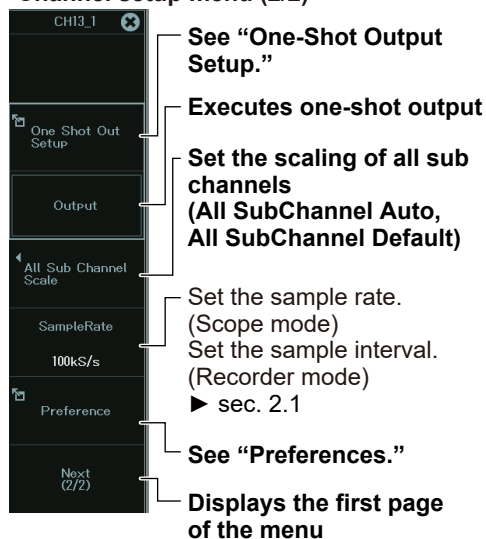 Channel setup menu (2/2)
CH13_1
One Shot Out
Setup
Output
All Sub Channel
Scale
SampleRate
100kS/s
Preference
Next
(2/2)
See “One-Shot Output
Setup.”
Executes one-shot output
Set the scaling of all sub
channels
(All SubChannel Auto,
All SubChannel Default)
Set the sample rate.
(Scope mode)
Set the sample interval.
(Recorder mode)
► sec. 2.1
See “Preferences.”
Displays the first page
of the menu